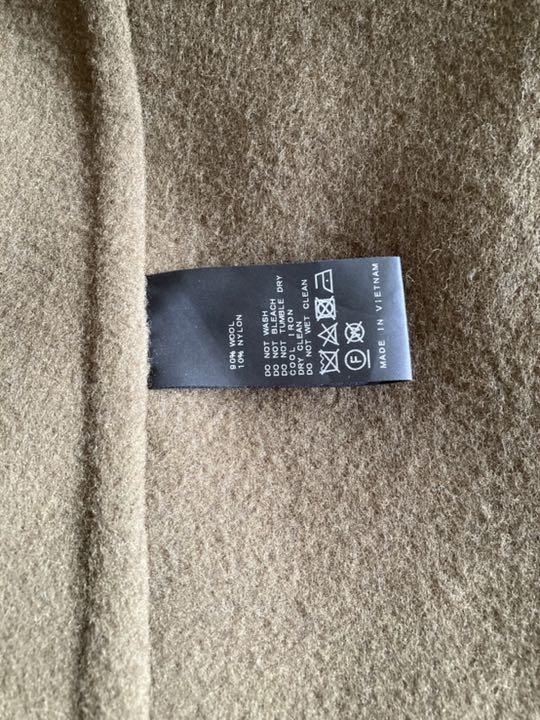 90% WOOL
10% NYLON
DO NOT WASH
DO NOT BLEACH
DO NOT TUMBLE DRY
COOL IRON
DRY CLEAN
DO NOT WET CLEAN
F
MADE IN VIETNAM